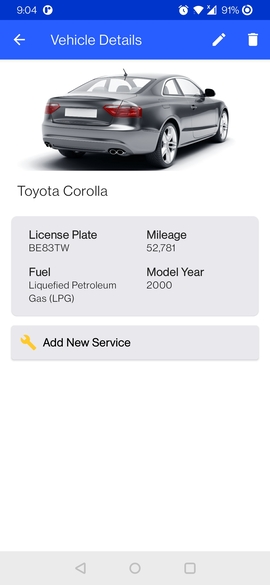 9:04
91%
Vehicle Details
Toyota Corolla
License Plate
BE83TW
Mileage
52,781
Fuel
Liquefied Petroleum
Gas (LPG)
Model Year
2000
Add New Service